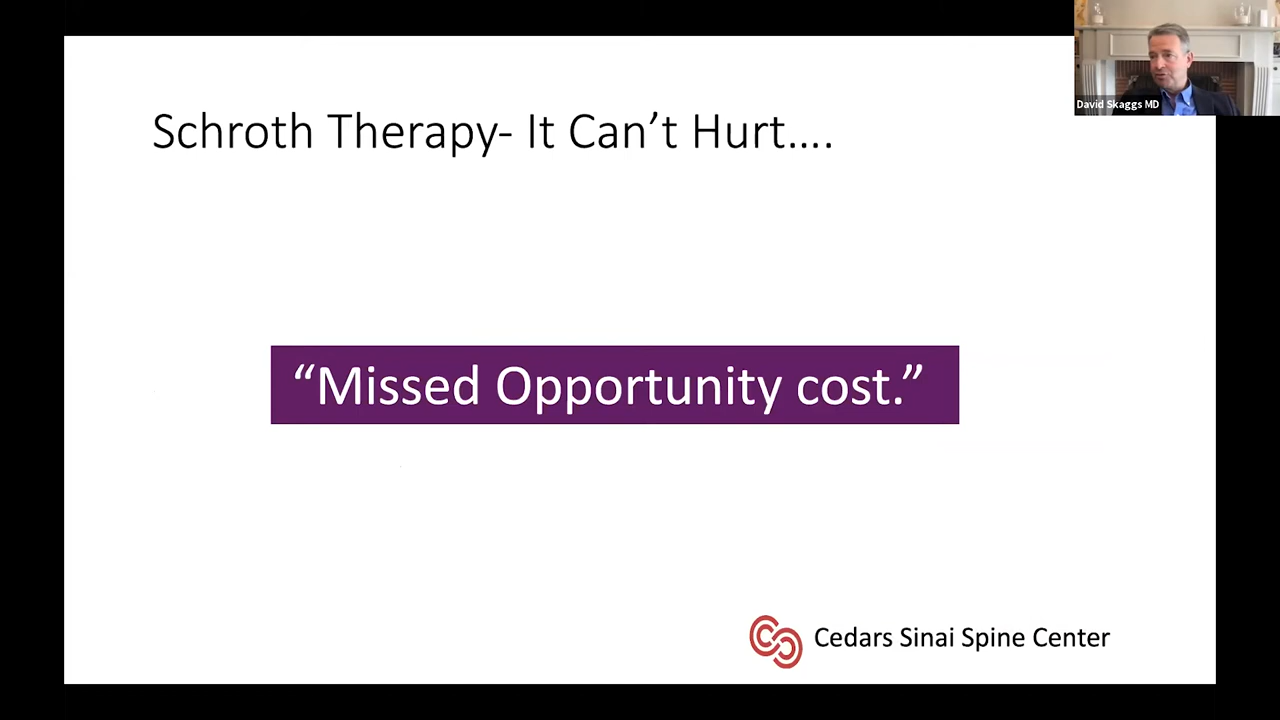 David Skaggs MD
Schroth Therapy- It Can’t Hurt….
“Missed Opportunity cost.”
Cedars Sinai Spine Center